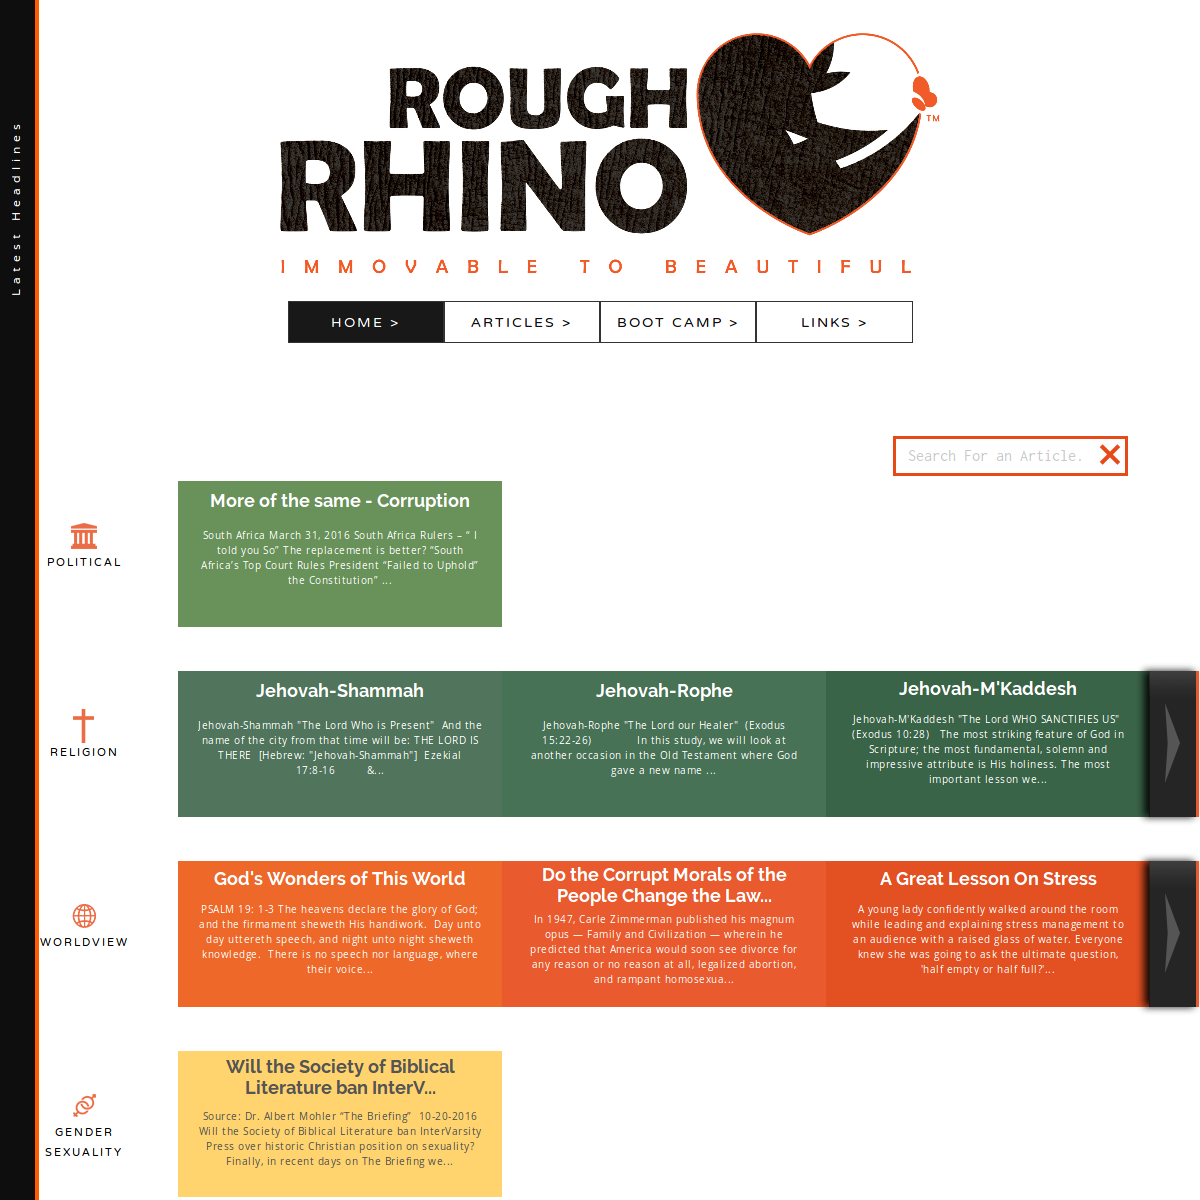 Latest Headlines
ROUGH
RHINO
TM
IMMOVABLE TO BEAUTIFUL
HOME >
ARTICLES >
BOOT CAMP >
LINKS >
Search For an Article.
POLITICAL
More of the same - Corruption
South Africa March 31, 2016 South Africa Rulers – “ I
told you So” The replacement is better? “South
Africa’s Top Court Rules President “Failed to Uphold”
the Constitution” ...
RELIGION
Jehovah-Shammah
Jehovah-Shammah "The Lord Who is Present"  And the
name of the city from that time will be: THE LORD IS
THERE  [Hebrew: "Jehovah-Shammah"]  Ezekial
17:8-16 &...
Jehovah-Rophe
Jehovah-Rophe "The Lord our Healer"  (Exodus
15:22-26) In this study, we will look at
another occasion in the Old Testament where God
gave a new name ...
Jehovah-M'Kaddesh
Jehovah-M'Kaddesh "The Lord WHO SANCTIFIES US"
(Exodus 10:28)   The most striking feature of God in
Scripture; the most fundamental, solemn and
impressive attribute is His holiness. The most
important lesson we...
WORLDVIEW
God's Wonders of This World
PSALM 19: 1-3 The heavens declare the glory of God;
and the firmament sheweth His handiwork.  Day unto
day uttereth speech, and night unto night sheweth
knowledge.  There is no speech nor language, where
their voice...
Do the Corrupt Morals of the
People Change the Law...
In 1947, Carle Zimmerman published his magnum
opus — Family and Civilization — wherein he
predicted that America would soon see divorce for
any reason or no reason at all, legalized abortion,
and rampant homosexua...
A Great Lesson On Stress
A young lady confidently walked around the room
while leading and explaining stress management to
an audience with a raised glass of water. Everyone
knew she was going to ask the ultimate question,
'half empty or half full?'...
GENDER
SEXUALITY
Will the Society of Biblical
Literature ban InterV...
Source: Dr. Albert Mohler “The Briefing”  10-20-2016
Will the Society of Biblical Literature ban InterVarsity
Press over historic Christian position on sexuality?
Finally, in recent days on The Briefing we...